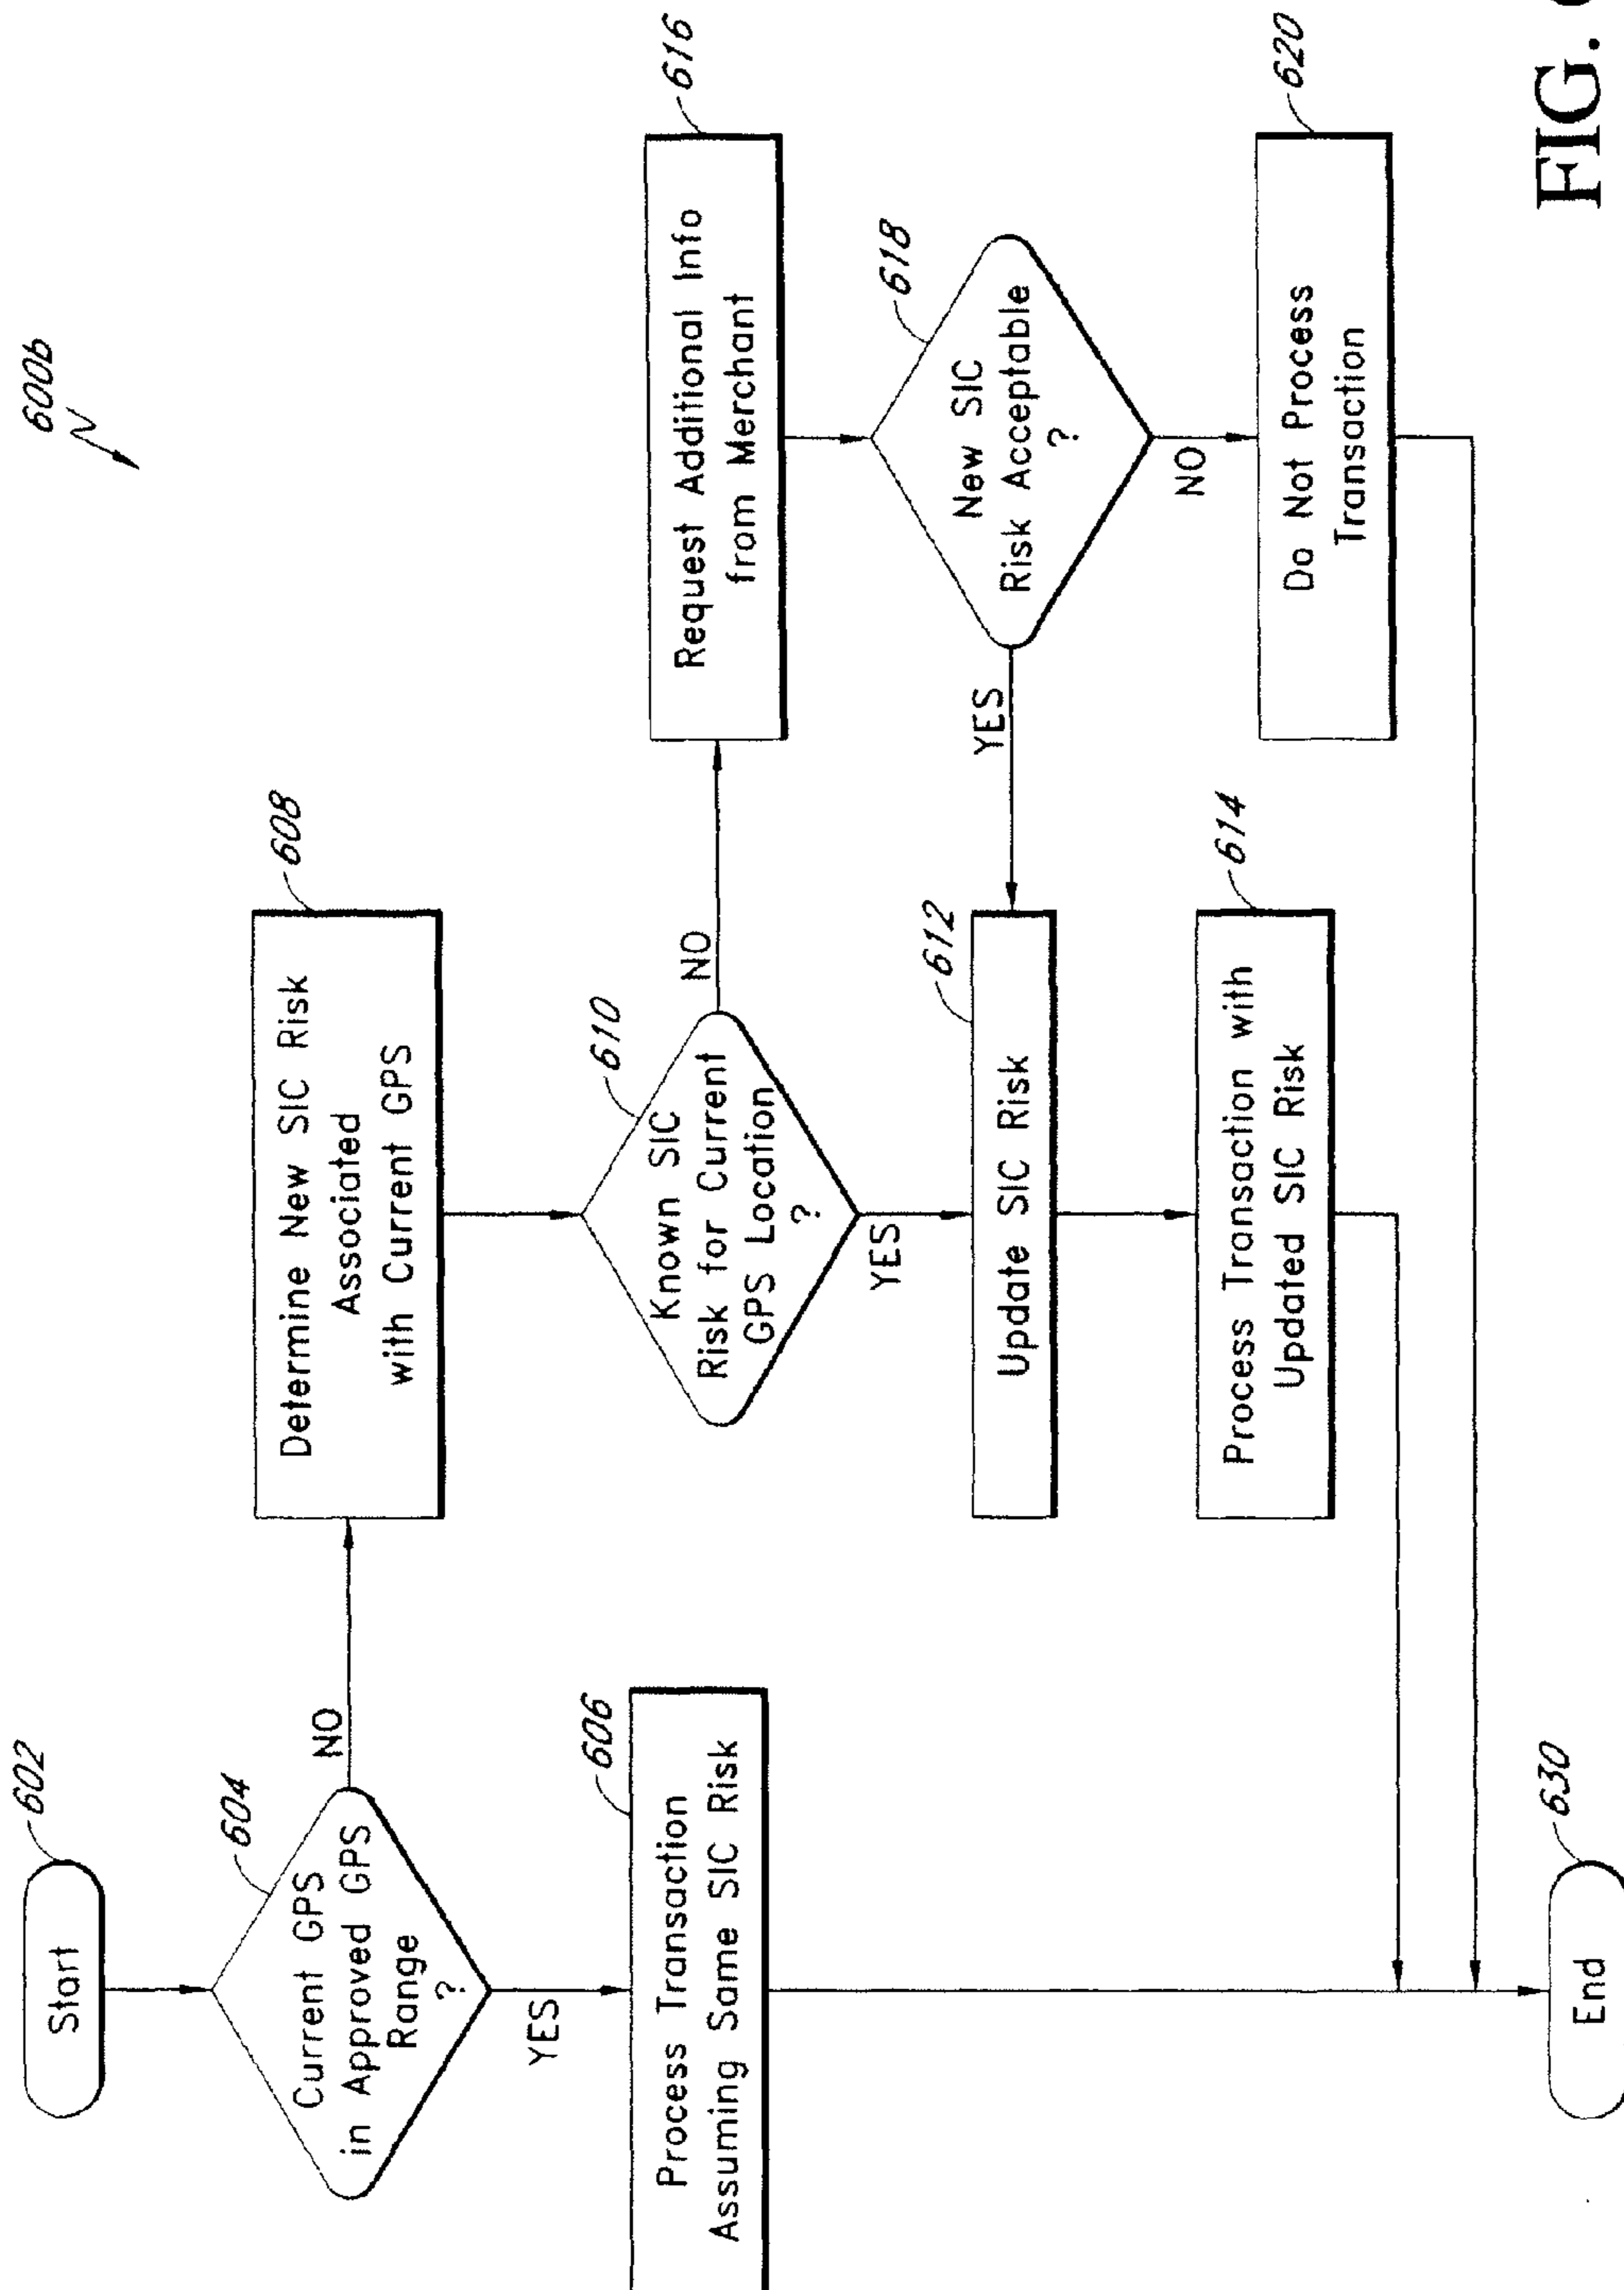 600b
602
Start
604
Current GPS
in Approved GPS
Range
?
NO
YES
606
Process Transaction
Assuming Same SIC Risk
608
Determine New SIC Risk
Associated
with Current GPS
610
Known SIC
Risk for Current
GPS Location
?
NO
YES
612
Update SIC Risk
614
Process Transaction with
Updated SIC Risk
616
Request Additional Info
from Merchant
618
New SIC
Risk Acceptable
?
YES
NO
620
Do Not Process
Transaction
630
End
FIG.